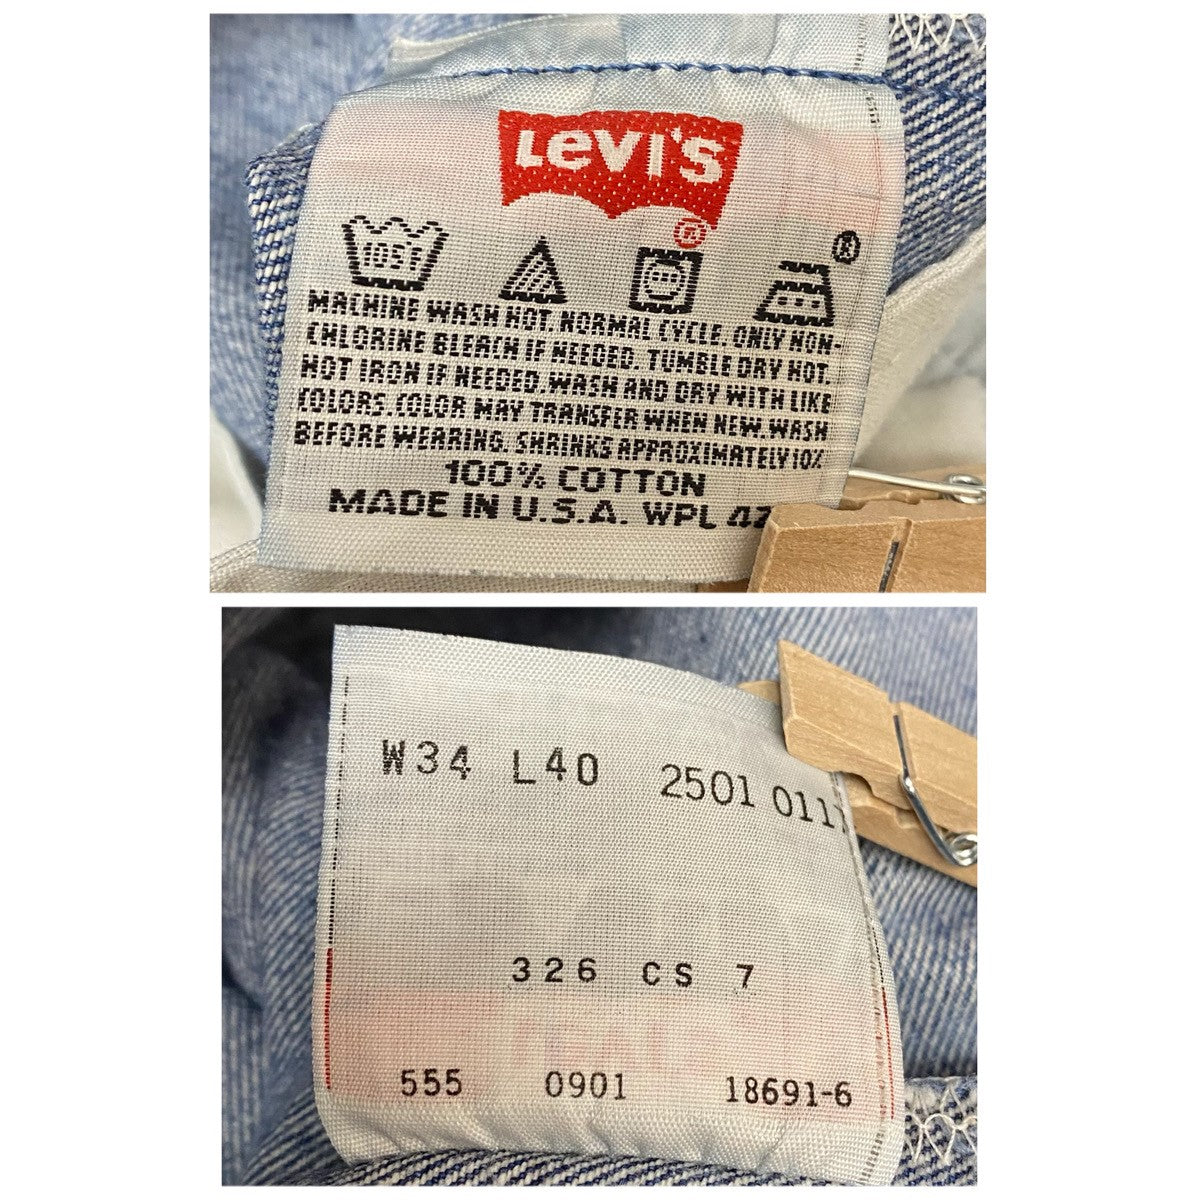 Levi's
®
®
105F
MACHINE WASH HOT. NORMAL CYCLE. ONLY NON-
CHLORINE BLEACH IF NEEDED. TUMBLE DRY HOT.
HOT IRON IF NEEDED. WASH AND DRY WITH LIKE
COLORS. COLOR MAY TRANSFER WHEN NEW. WASH
BEFORE WEARING. SHRINKS APPROXIMATELY 10%
100% COTTON
MADE IN U.S.A. WPL
W34 L40 2501
326 CS 7
555 0901 18691-6